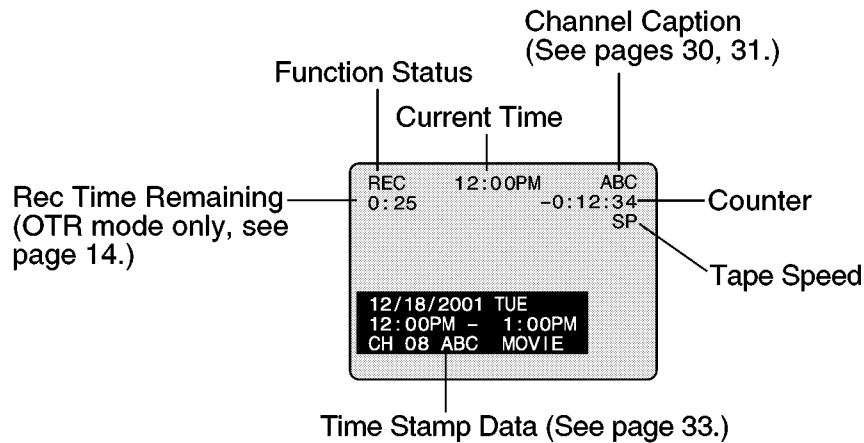 Channel Caption
(See pages 30, 31.)
Function Status
Current Time
REC 12:00PM ABC
0:25 -0:12:34
SP
Rec Time Remaining
(OTR mode only, see
page 14.)
Counter
Tape Speed
12/18/2001 TUE
12:00PM - 1:00PM
CH 08 ABC MOVIE
Time Stamp Data (See page 33.)